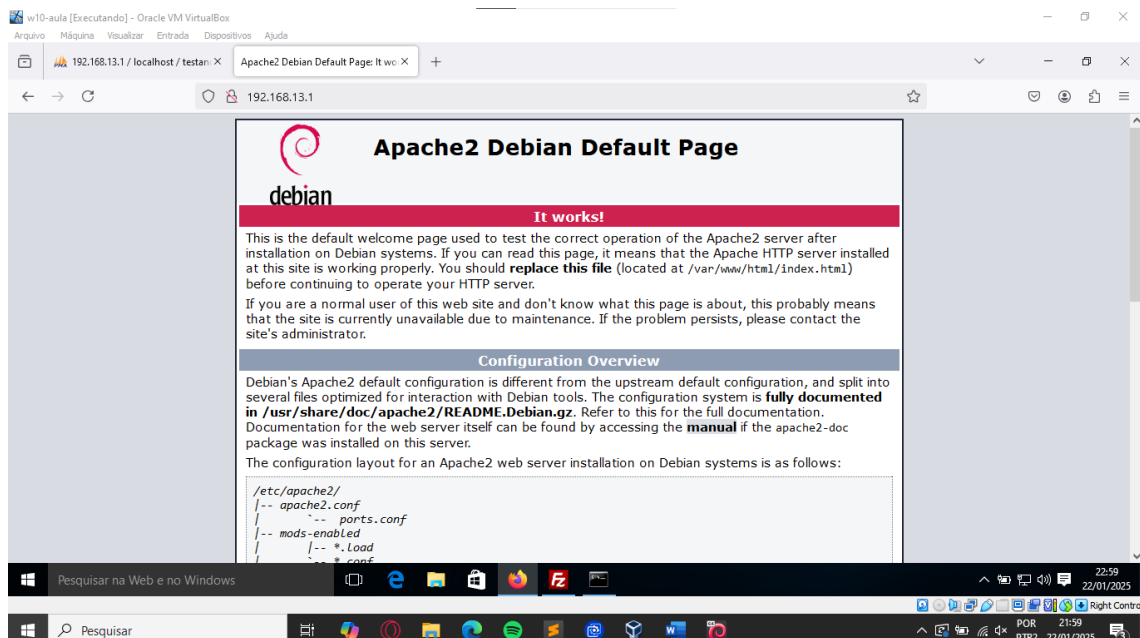 w10-aula [Executando] - Oracle VM VirtualBox
Arquivo Máquina Visualizar Entrada Dispositivos Ajuda
192.168.13.1 / localhost / testan
Apache2 Debian Default Page: It wo
192.168.13.1
debian
Apache2 Debian Default Page
It works!
This is the default welcome page used to test the correct operation of the Apache2 server after
installation on Debian systems. If you can read this page, it means that the Apache HTTP server installed
at this site is working properly. You should replace this file (located at /var/www/html/index.html)
before continuing to operate your HTTP server.
If you are a normal user of this web site and don't know what this page is about, this probably means
that the site is currently unavailable due to maintenance. If the problem persists, please contact the
site's administrator.
Configuration Overview
Debian's Apache2 default configuration is different from the upstream default configuration, and split into
several files optimized for interaction with Debian tools. The configuration system is fully documented
in /usr/share/doc/apache2/README.Debian.gz. Refer to this for the full documentation.
Documentation for the web server itself can be found by accessing the manual if the apache2-doc
package was installed on this server.
The configuration layout for an Apache2 web server installation on Debian systems is as follows:
/etc/apache2/
|-- apache2.conf
|       `--  ports.conf
|-- mods-enabled
|       |-- *.load
|       `-- *.conf
Pesquisar na Web e no Windows
22:59
22/01/2025
Right Contro
Pesquisar
POR
21:59
PTB2
22/01/2025